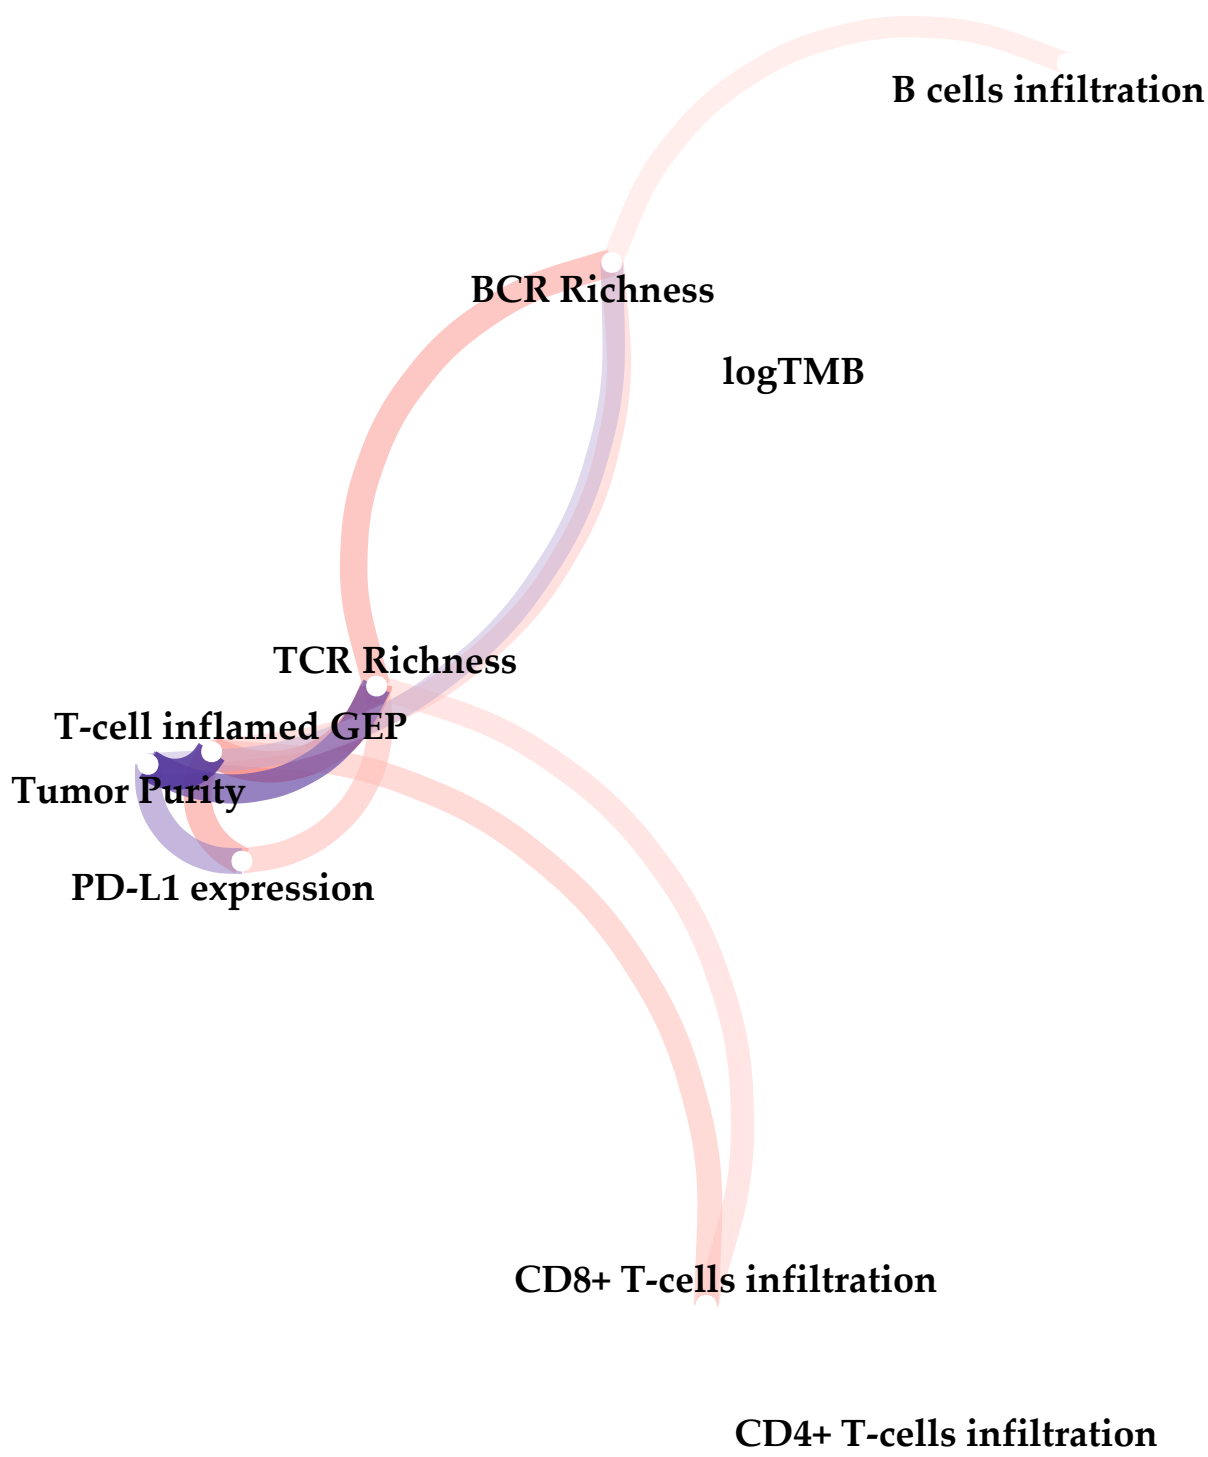 B cells infiltration
BCR Richness
logTMB
TCR Richness
T-cell inflamed GEP
Tumor Purity
PD-L1 expression
CD8+ T-cells infiltration
CD4+ T-cells infiltration